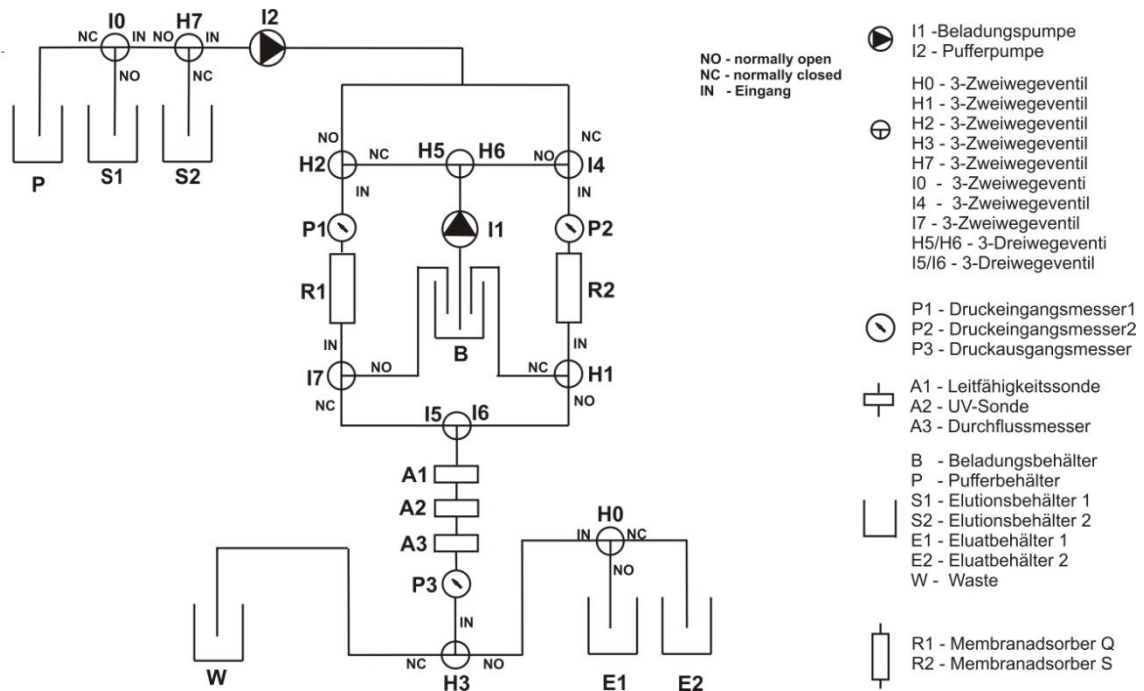 I0 H7 I2
NC IN NO IN
NO NC
P S1 S2
NO - normally open
NC - normally closed
IN - Eingang
NO NC
H2 NC H5 H6 NO I4
IN IN
P1 I1 P2
R1 R2
B
IN IN
I7 NO NC H1
NC NO
I5 I6
A1
A2
A3
P3
IN
H0
IN NC
NO
W NC H3 NO E1 E2
I1 -Beladungspumpe
I2 - Pufferpumpe
H0 - 3-Zweiwegeventil
H1 - 3-Zweiwegeventil
H2 - 3-Zweiwegeventil
H3 - 3-Zweiwegeventil
H7 - 3-Zweiwegeventil
I0 - 3-Zweiwegeventi
I4 - 3-Zweiwegeventil
I7 - 3-Zweiwegeventil
H5/H6 - 3-Dreiwegeventi
I5/I6 - 3-Dreiwegeventil
P1 - Druckeingangsmesser1
P2 - Druckeingangsmesser2
P3 - Druckausgangsmesser
A1 - Leitfähigkeitssonde
A2 - UV-Sonde
A3 - Durchflussmesser
B - Beladungsbehälter
P - Pufferbehälter
S1 - Elutionsbehälter 1
S2 - Elutionsbehälter 2
E1 - Eluatbehälter 1
E2 - Eluatbehälter 2
W - Waste
R1 - Membranadsorber Q
R2 - Membranadsorber S